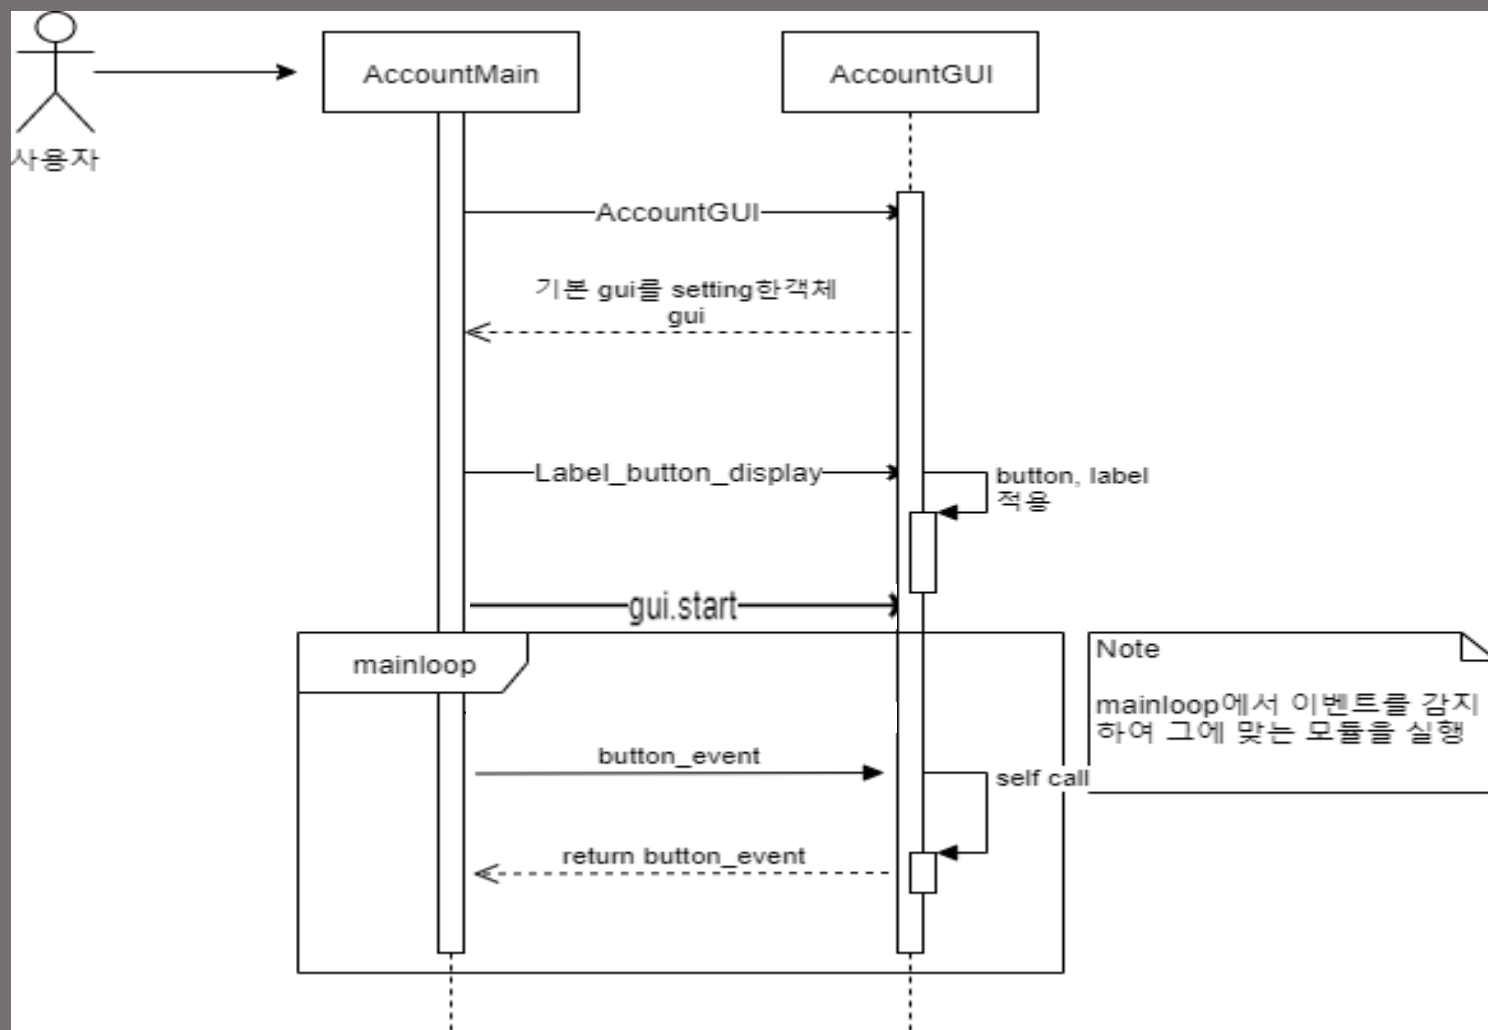 AccountMain
AccountGUI
사용자
AccountGUI
기본 gui를 setting한객체
gui
Label_button_display
button, label
적용
gui.start
mainloop
Note
mainloop에서 이벤트를 감지
하여 그에 맞는 모듈을 실행
button_event
self call
return button_event